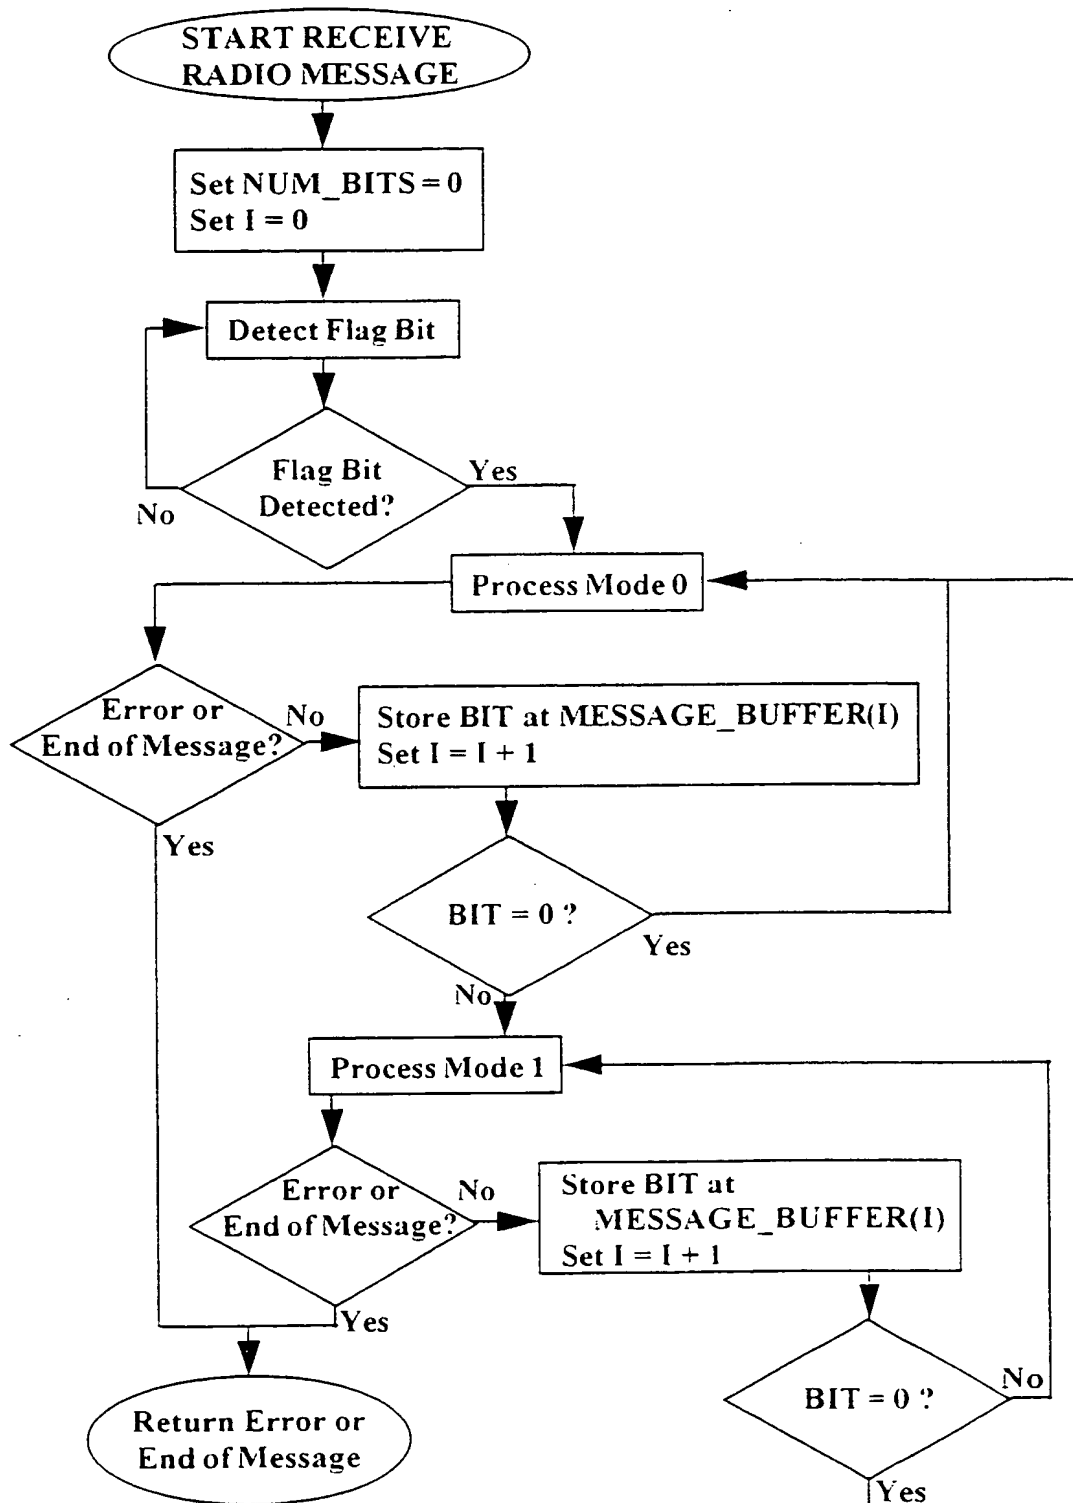 START RECEIVE
RADIO MESSAGE
Set NUM_BITS = 0
Set I = 0
Detect Flag Bit
Flag Bit
Detected?
Yes
No
Process Mode 0
Error or
End of Message?
No
Store BIT at MESSAGE_BUFFER(I)
Set I = I + 1
Yes
BIT = 0 ?
Yes
No
Process Mode 1
Error or
End of Message?
No
Store BIT at
MESSAGE_BUFFER(I)
Set I = I + 1
Yes
BIT = 0 ?
No
Return Error or
End of Message
Yes